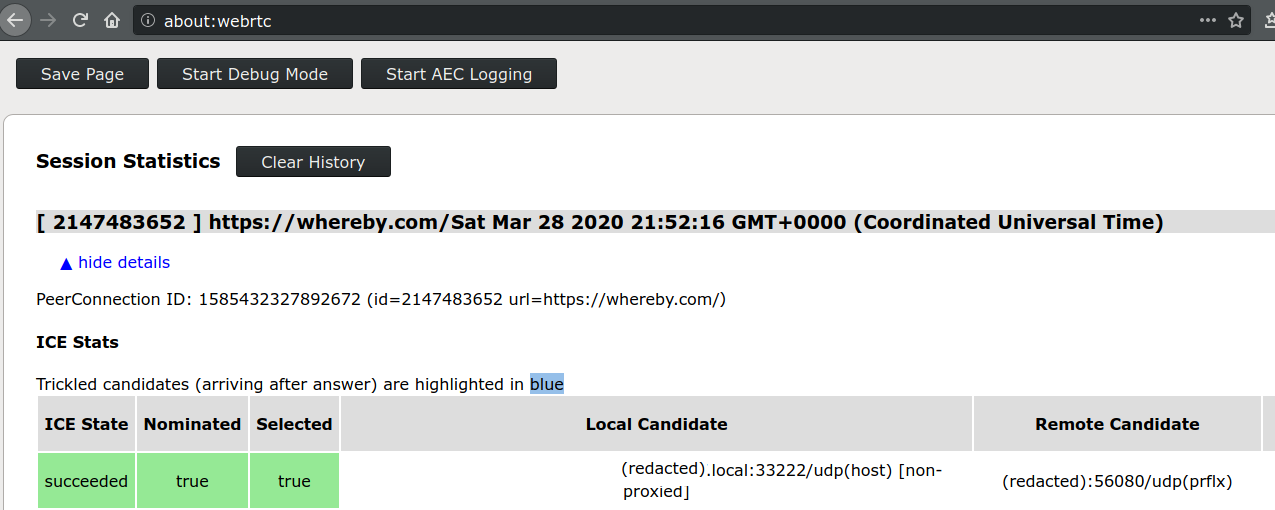 about:webrtc
Save Page Start Debug Mode Start AEC Logging
Session Statistics Clear History
[ 2147483652 ] https://whereby.com/Sat Mar 28 2020 21:52:16 GMT+0000 (Coordinated Universal Time)
▲ hide details
PeerConnection ID: 1585432327892672 (id=2147483652 url=https://whereby.com/)
ICE Stats
Trickled candidates (arriving after answer) are highlighted in blue
ICE State Nominated Selected Local Candidate Remote Candidate
succeeded true true (redacted).local:33222/udp(host) [non-
proxied] (redacted):56080/udp(prflx)